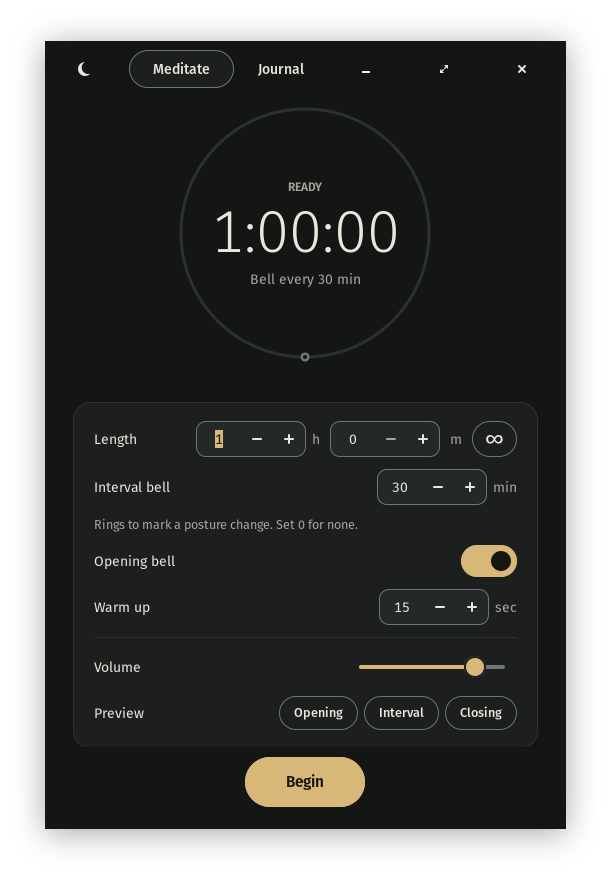 Meditate Journal
READY
1:00:00
Bell every 30 min
Length 1 − + h 0 − + m ∞
Interval bell 30 − + min
Rings to mark a posture change. Set 0 for none.
Opening bell
Warm up 15 − + sec
Volume
Preview Opening Interval Closing
Begin